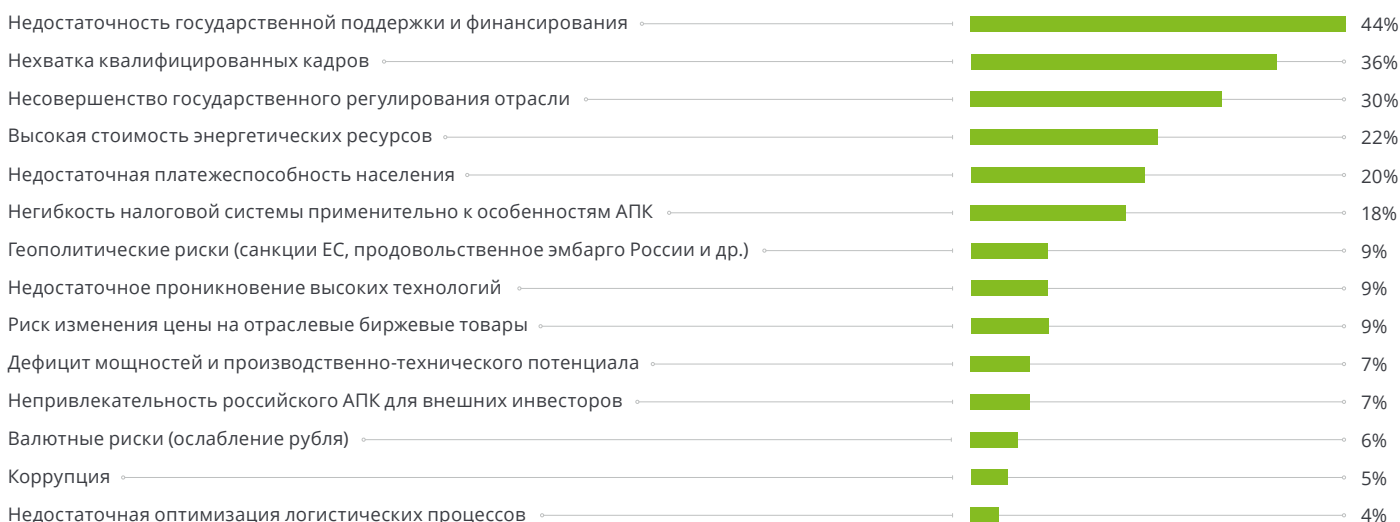 Недостаточность государственной поддержки и финансирования 44%
Нехватка квалифицированных кадров 36%
Несовершенство государственного регулирования отрасли 30%
Высокая стоимость энергетических ресурсов 22%
Недостаточная платежеспособность населения 20%
Негибкость налоговой системы применительно к особенностям АПК 18%
Геополитические риски (санкции ЕС, продовольственное эмбарго России и др.) 9%
Недостаточное проникновение высоких технологий 9%
Риск изменения цены на отраслевые биржевые товары 9%
Дефицит мощностей и производственно-технического потенциала 7%
Непривлекательность российского АПК для внешних инвесторов 7%
Валютные риски (ослабление рубля) 6%
Коррупция 5%
Недостаточная оптимизация логистических процессов 4%